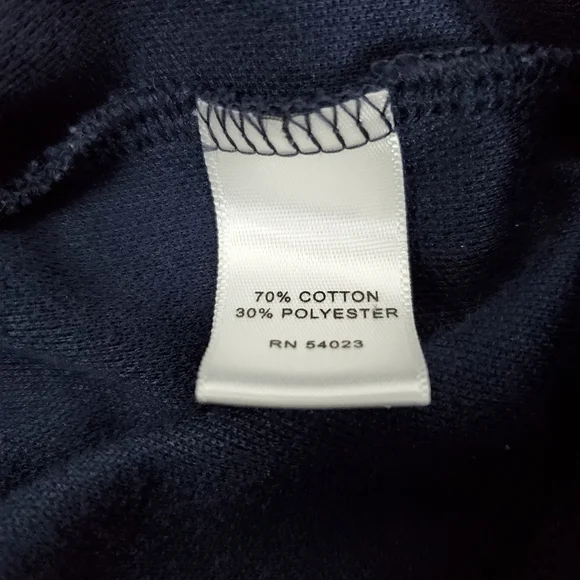 70% COTTON
30% POLYESTER
RN 54023